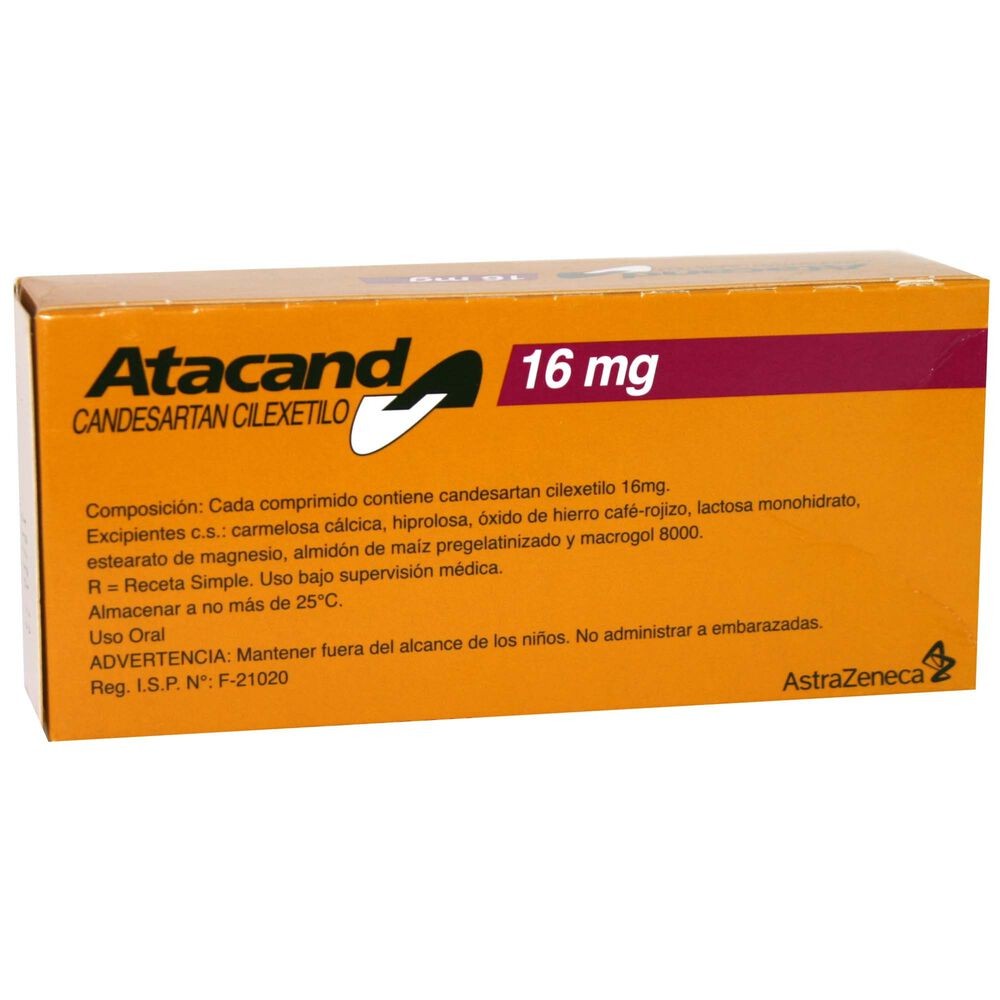 16 mg
Atacand
Atacand
16 mg
CANDESARTAN CILEXETILO
Composición: Cada comprimido contiene candesartan cilexetilo 16mg.
Excipientes c.s.: carmelosa cálcica, hiprolosa, óxido de hierro café-rojizo, lactosa monohidrato,
estearato de magnesio, almidón de maíz pregelatinizado y macrogol 8000.
R = Receta Simple. Uso bajo supervisión médica.
Almacenar a no más de 25°C.
Uso Oral
ADVERTENCIA: Mantener fuera del alcance de los niños. No administrar a embarazadas.
Reg. I.S.P. N°: F-21020
AstraZeneca